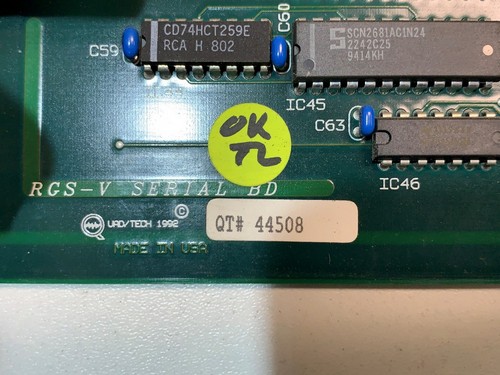 C60
CD74HCT259E
RCA H 802
C59
S
SCN2681AC1N24
2242C25
9414KH
IC45
C63
OK
TL
IC46
RGS-V SERIAL BD
©
URD/TECH 1992
QT# 44508
MADE IN USA